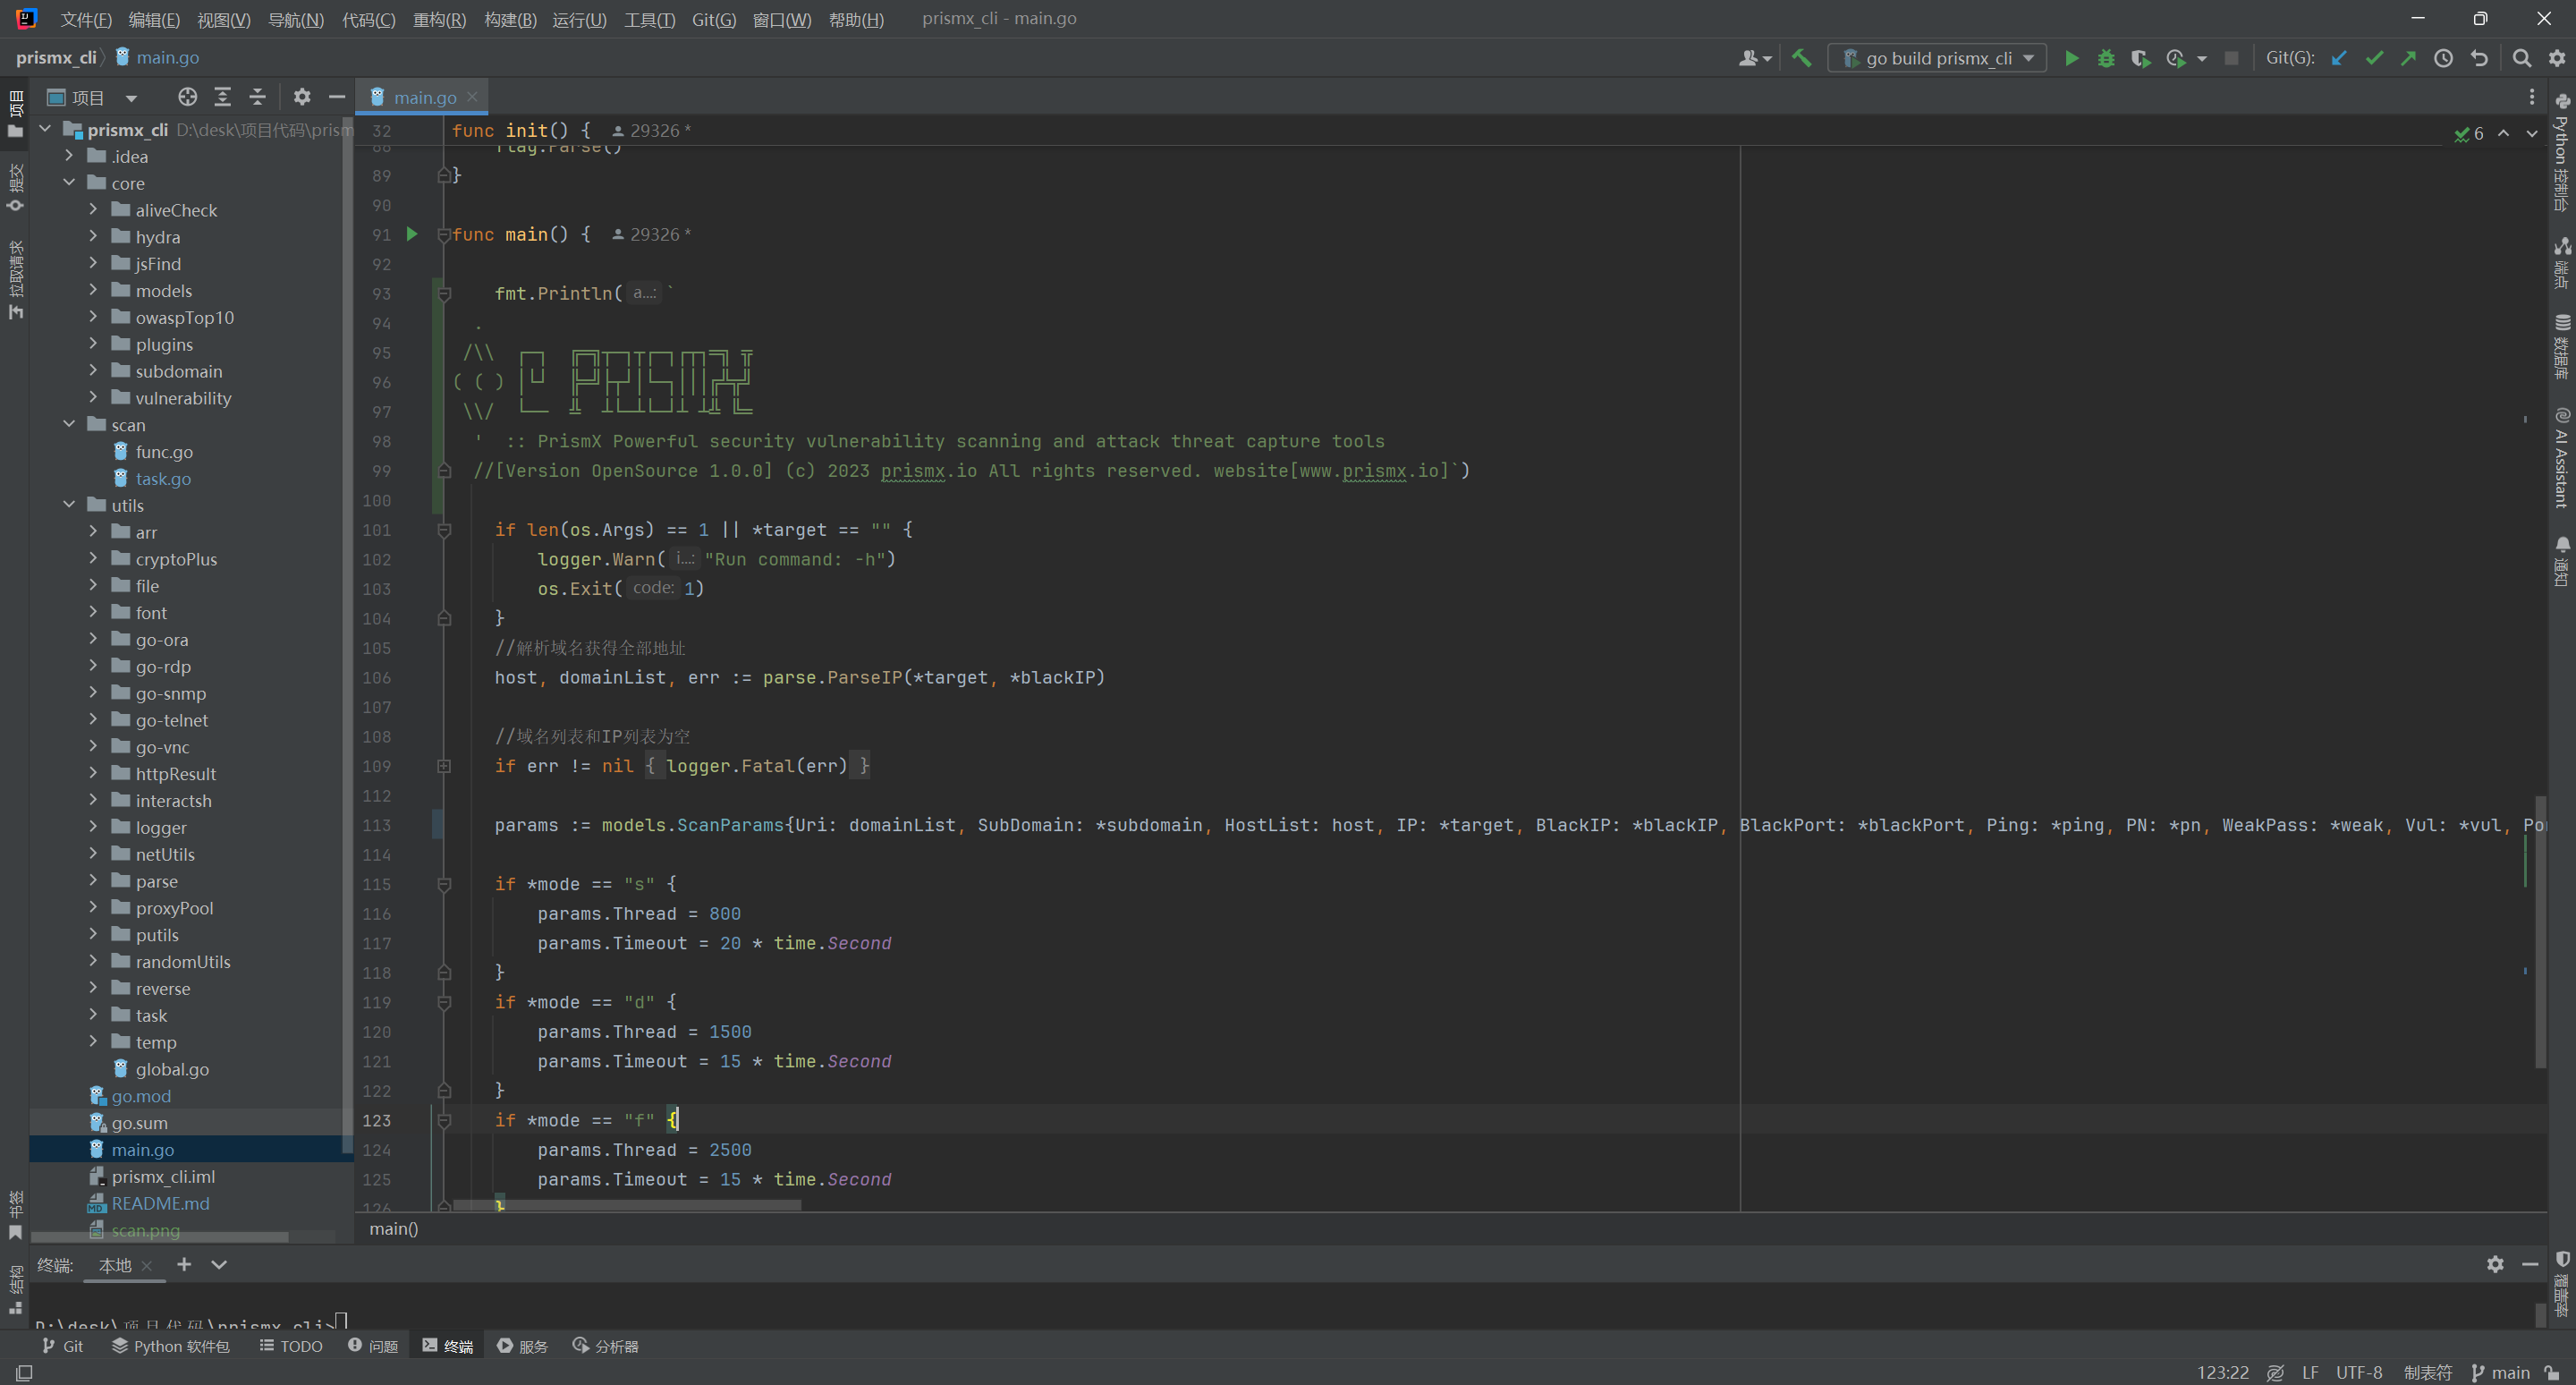 文件(F) 编辑(E) 视图(V) 导航(N) 代码(C) 重构(R) 构建(B) 运行(U) 工具(T) Git(G) 窗口(W) 帮助(H) prismx_cli - main.go
prismx_cli main.go
go build prismx_cli Git(G):
项目
main.go
prismx_cli D:\desk\项目代码\prism
.idea
core
aliveCheck
hydra
jsFind
models
owaspTop10
plugins
subdomain
vulnerability
scan
func.go
task.go
utils
arr
cryptoPlus
file
font
go-ora
go-rdp
go-snmp
go-telnet
go-vnc
httpResult
interactsh
logger
netUtils
parse
proxyPool
putils
randomUtils
reverse
task
temp
global.go
go.mod
go.sum
main.go
prismx_cli.iml
README.md
scan.png
项目
提交
拉取请求
书签
结构
32 func init() { 29326 *
88 flag.Parse()
89 }
90
91 func main() { 29326 *
92
93 fmt.Println( a...: `
94 .
95 /\\
96 ( ( )
97 \\/
98 ' :: PrismX Powerful security vulnerability scanning and attack threat capture tools
99 //[Version OpenSource 1.0.0] (c) 2023 prismx.io All rights reserved. website[www.prismx.io]`)
100
101 if len(os.Args) == 1 || *target == "" {
102 logger.Warn( i...: "Run command: -h")
103 os.Exit( code: 1)
104 }
105 //解析域名获得全部地址
106 host, domainList, err := parse.ParseIP(*target, *blackIP)
107
108 //域名列表和IP列表为空
109 if err != nil { logger.Fatal(err) }
112
113 params := models.ScanParams{Uri: domainList, SubDomain: *subdomain, HostList: host, IP: *target, BlackIP: *blackIP, BlackPort: *blackPort, Ping: *ping, PN: *pn, WeakPass: *weak, Vul: *vul, Po
114
115 if *mode == "s" {
116 params.Thread = 800
117 params.Timeout = 20 * time.Second
118 }
119 if *mode == "d" {
120 params.Thread = 1500
121 params.Timeout = 15 * time.Second
122 }
123 if *mode == "f" {
124 params.Thread = 2500
125 params.Timeout = 15 * time.Second
126 }
6
main()
Python 控制台
端点
数据库
AI Assistant
通知
覆盖率
终端: 本地
D:\desk\项目代码\prismx_cli>
Git Python 软件包 TODO 问题 终端 服务 分析器
123:22 LF UTF-8 制表符 main